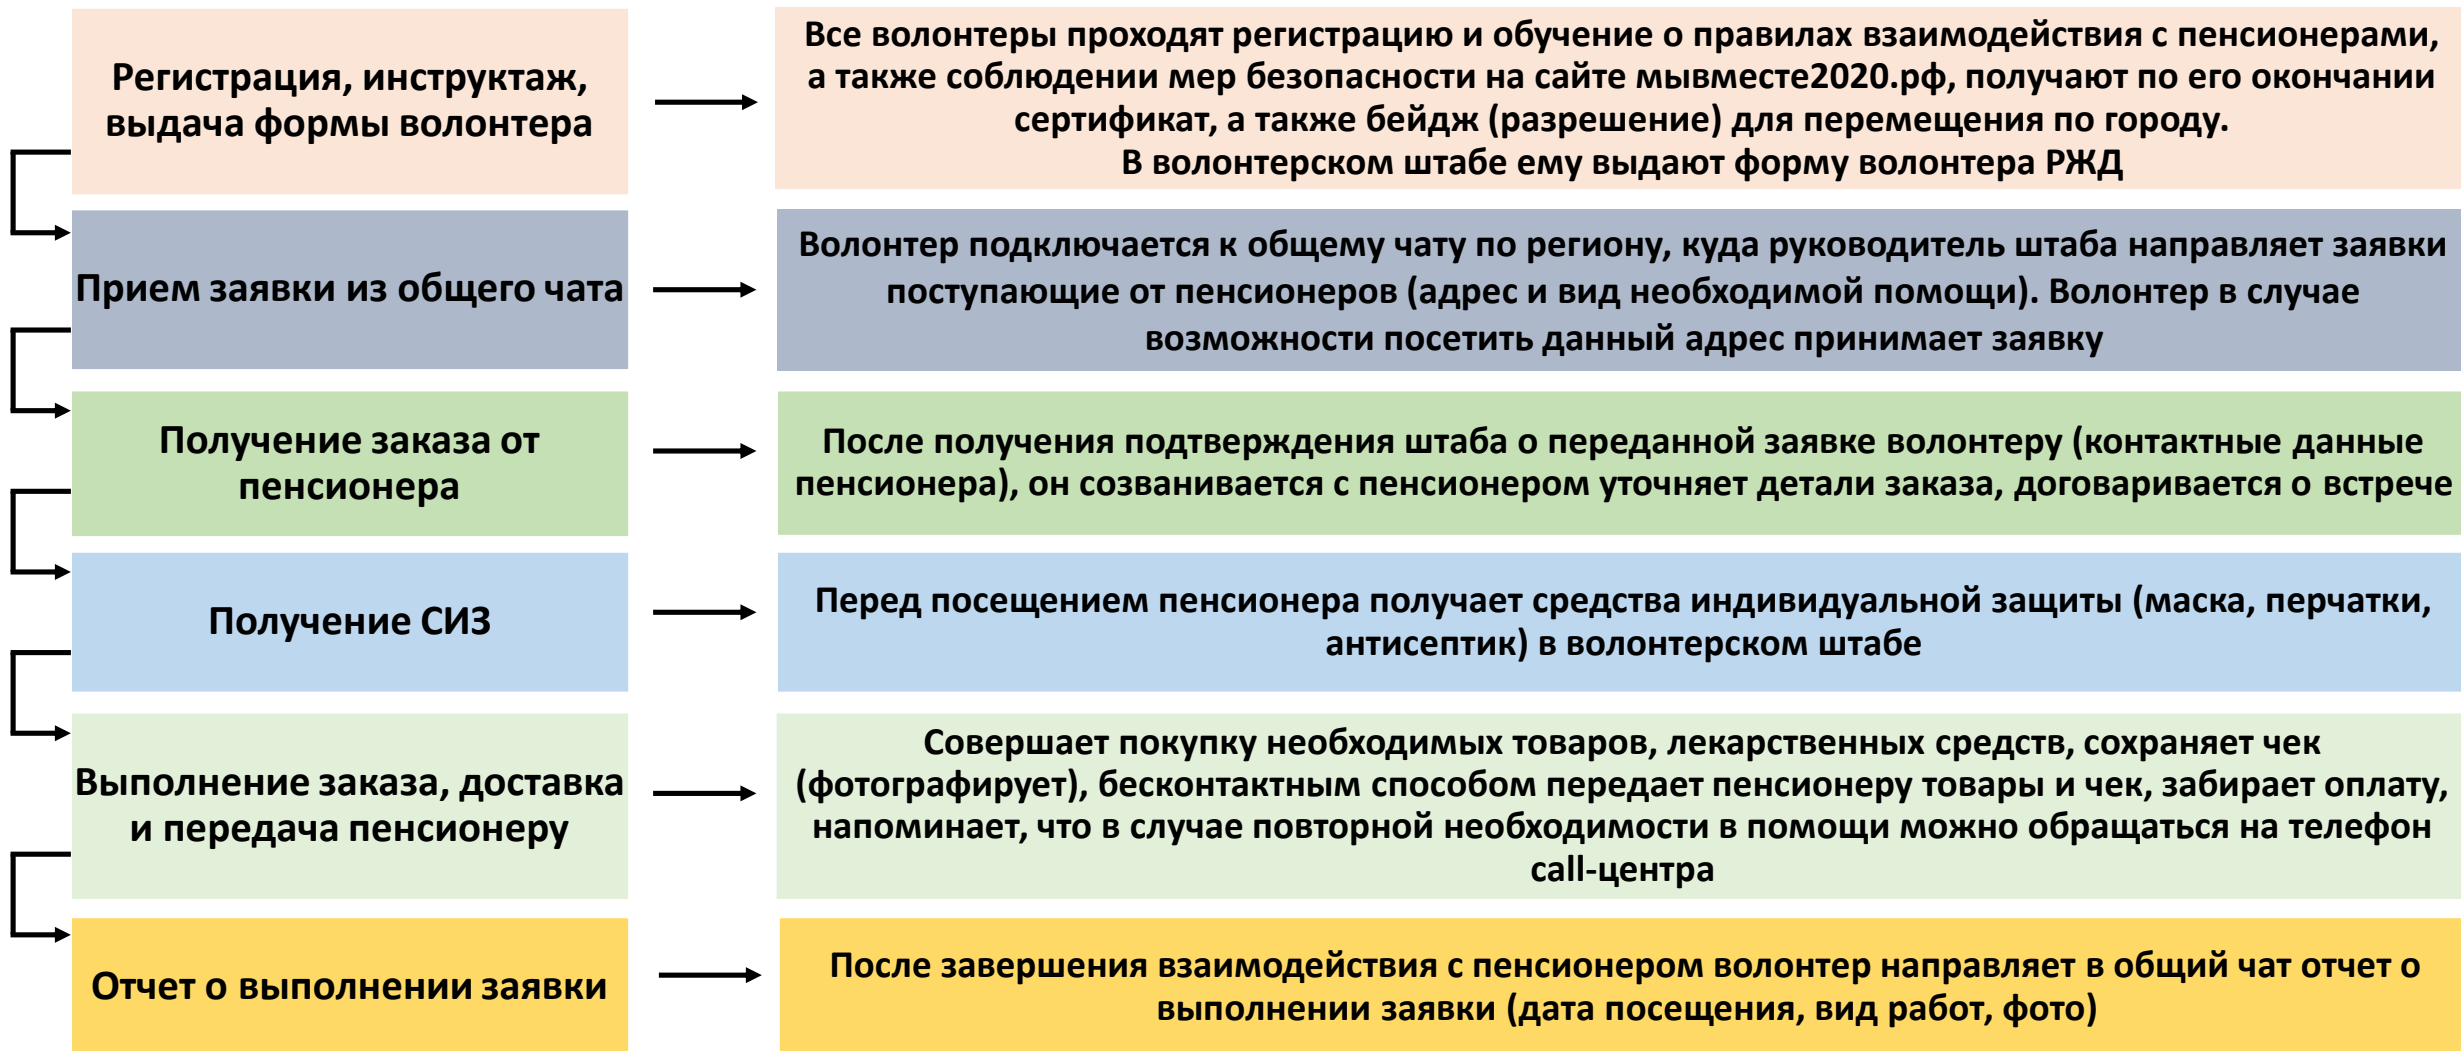 Регистрация, инструктаж,
выдача формы волонтера
Все волонтеры проходят регистрацию и обучение о правилах взаимодействия с пенсионерами,
а также соблюдении мер безопасности на сайте мывместе2020.рф, получают по его окончании
сертификат, а также бейдж (разрешение) для перемещения по городу.
В волонтерском штабе ему выдают форму волонтера РЖД
Прием заявки из общего чата
Волонтер подключается к общему чату по региону, куда руководитель штаба направляет заявки
поступающие от пенсионеров (адрес и вид необходимой помощи). Волонтер в случае
возможности посетить данный адрес принимает заявку
Получение заказа от
пенсионера
После получения подтверждения штаба о переданной заявке волонтеру (контактные данные
пенсионера), он созванивается с пенсионером уточняет детали заказа, договаривается о встрече
Получение СИЗ
Перед посещением пенсионера получает средства индивидуальной защиты (маска, перчатки,
антисептик) в волонтерском штабе
Выполнение заказа, доставка
и передача пенсионеру
Совершает покупку необходимых товаров, лекарственных средств, сохраняет чек
(фотографирует), бесконтактным способом передает пенсионеру товары и чек, забирает оплату,
напоминает, что в случае повторной необходимости в помощи можно обращаться на телефон
call-центра
Отчет о выполнении заявки
После завершения взаимодействия с пенсионером волонтер направляет в общий чат отчет о
выполнении заявки (дата посещения, вид работ, фото)